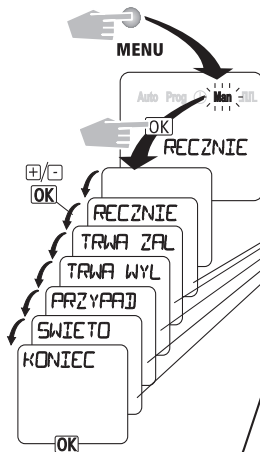 MENU
Auto Prog Man
OK
RECZNIE
+/-
OK
RECZNIE
TRWA ZAL
TRWA WYL
PRZYPAD
SWIETO
KONIEC
OK